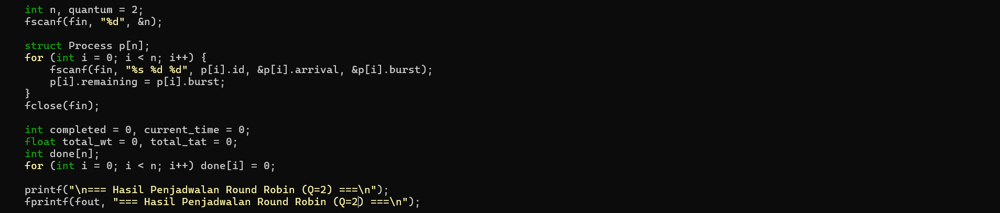 int n, quantum = 2;
fscanf(fin, "%d", &n);
struct Process p[n];
for (int i = 0; i < n; i++) {
fscanf(fin, "%s %d %d", p[i].id, &p[i].arrival, &p[i].burst);
p[i].remaining = p[i].burst;
}
fclose(fin);
int completed = 0, current_time = 0;
float total_wt = 0, total_tat = 0;
int done[n];
for (int i = 0; i < n; i++) done[i] = 0;
printf("\n=== Hasil Penjadwalan Round Robin (Q=2) ===\n");
fprintf(fout, "=== Hasil Penjadwalan Round Robin (Q=2) ===\n");